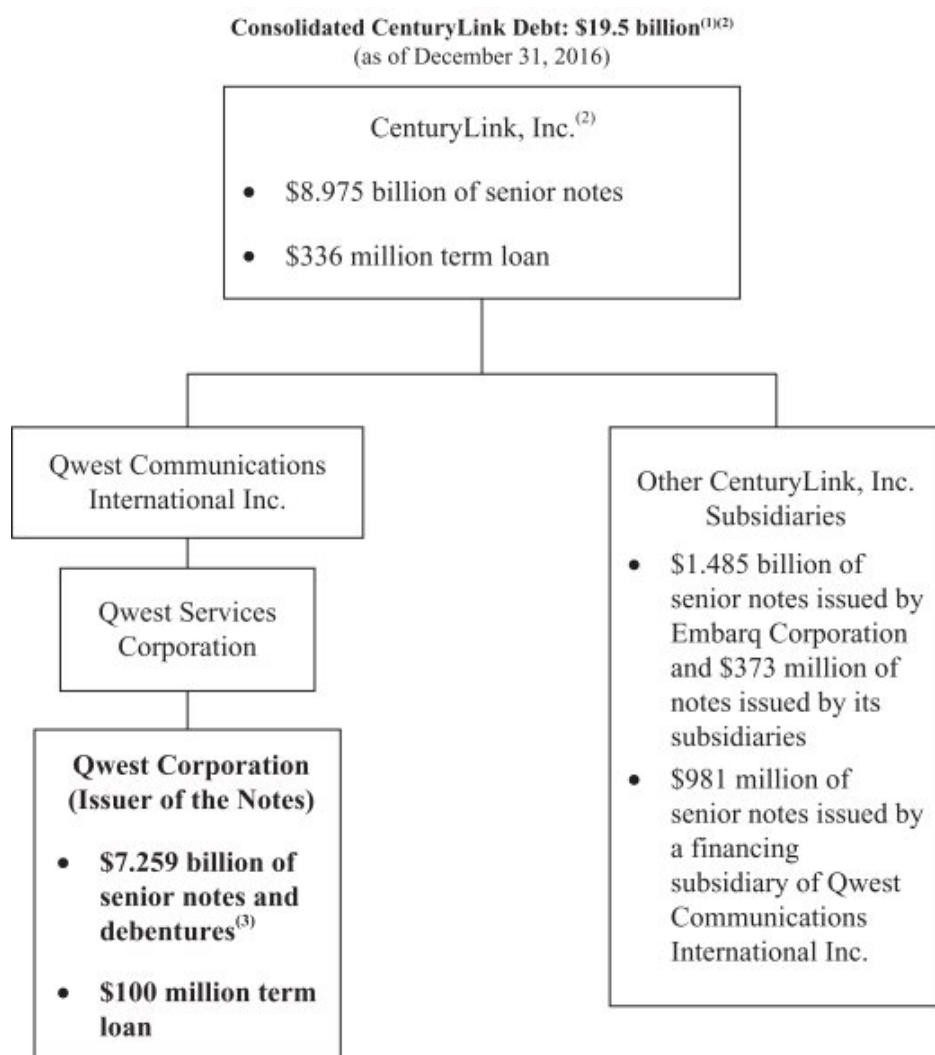 Consolidated CenturyLink Debt: $19.5 billion(1)(2)
(as of December 31, 2016)
CenturyLink, Inc.(2)
• $8.975 billion of senior notes
• $336 million term loan
Qwest Communications
International Inc.
Qwest Services
Corporation
Qwest Corporation
(Issuer of the Notes)
• $7.259 billion of
senior notes and
debentures(3)
• $100 million term
loan
Other CenturyLink, Inc.
Subsidiaries
• $1.485 billion of
senior notes issued by
Embarq Corporation
and $373 million of
notes issued by its
subsidiaries
• $981 million of
senior notes issued by
a financing
subsidiary of Qwest
Communications
International Inc.